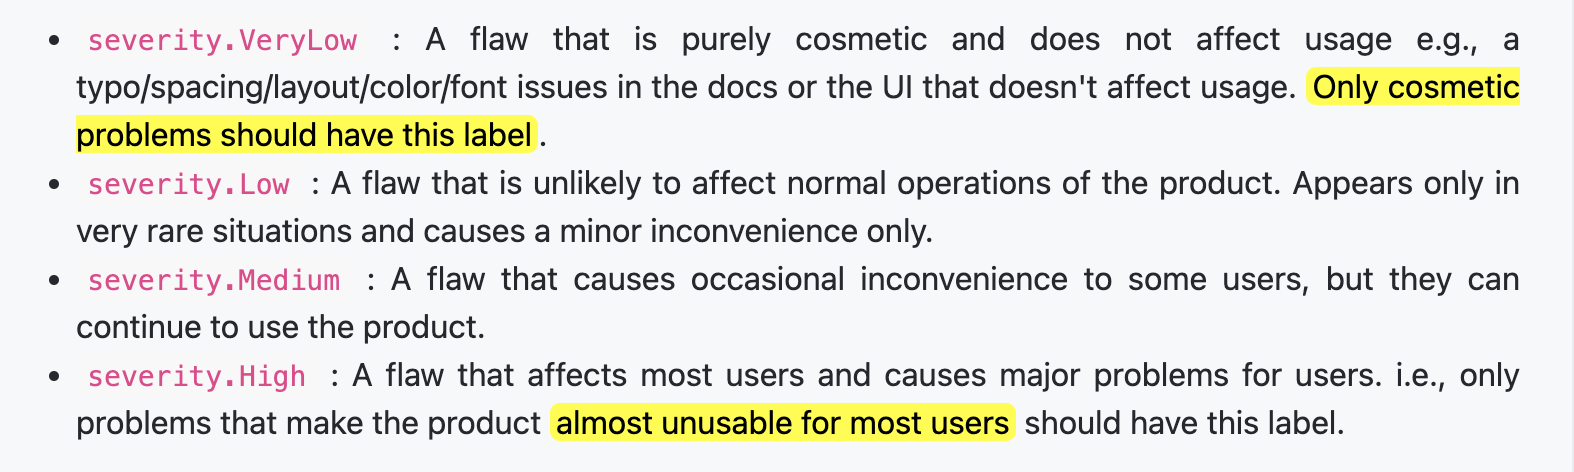 • severity.VeryLow : A flaw that is purely cosmetic and does not affect usage e.g., a
typo/spacing/layout/color/font issues in the docs or the UI that doesn't affect usage. Only cosmetic
problems should have this label.
• severity.Low : A flaw that is unlikely to affect normal operations of the product. Appears only in
very rare situations and causes a minor inconvenience only.
• severity.Medium : A flaw that causes occasional inconvenience to some users, but they can
continue to use the product.
• severity.High : A flaw that affects most users and causes major problems for users. i.e., only
problems that make the product almost unusable for most users should have this label.